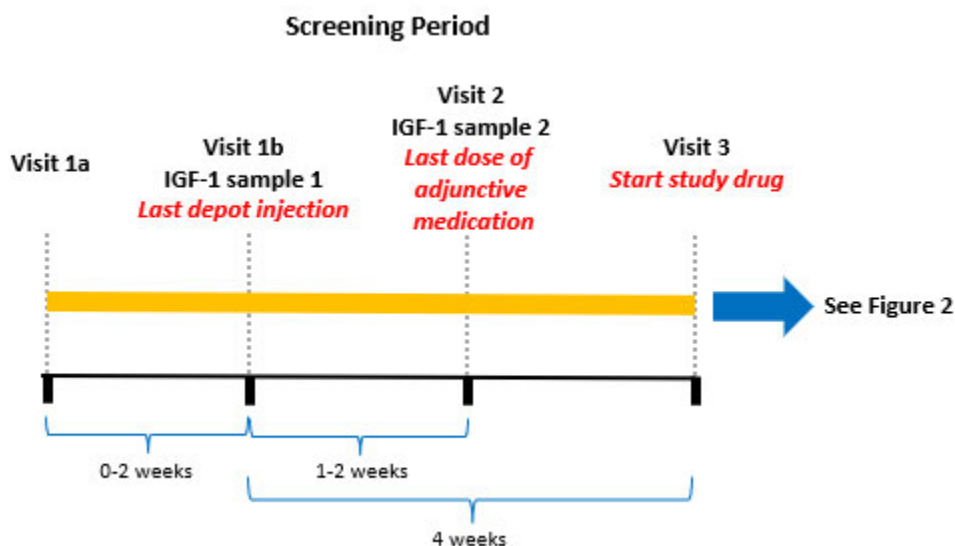 Screening Period
Visit 1a
Visit 1b
IGF-1 sample 1
Last depot injection
Visit 2
IGF-1 sample 2
Last dose of
adjunctive
medication
Visit 3
Start study drug
See Figure 2
0-2 weeks
1-2 weeks
4 weeks